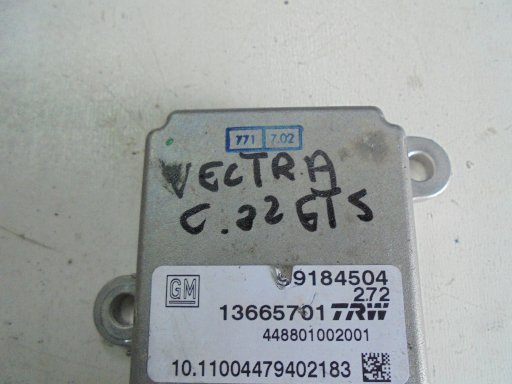 771 7.02
VECTRA
C.22 GTS
GM 9184504
272
13665701 TRW
448801002001
10.11004479402183